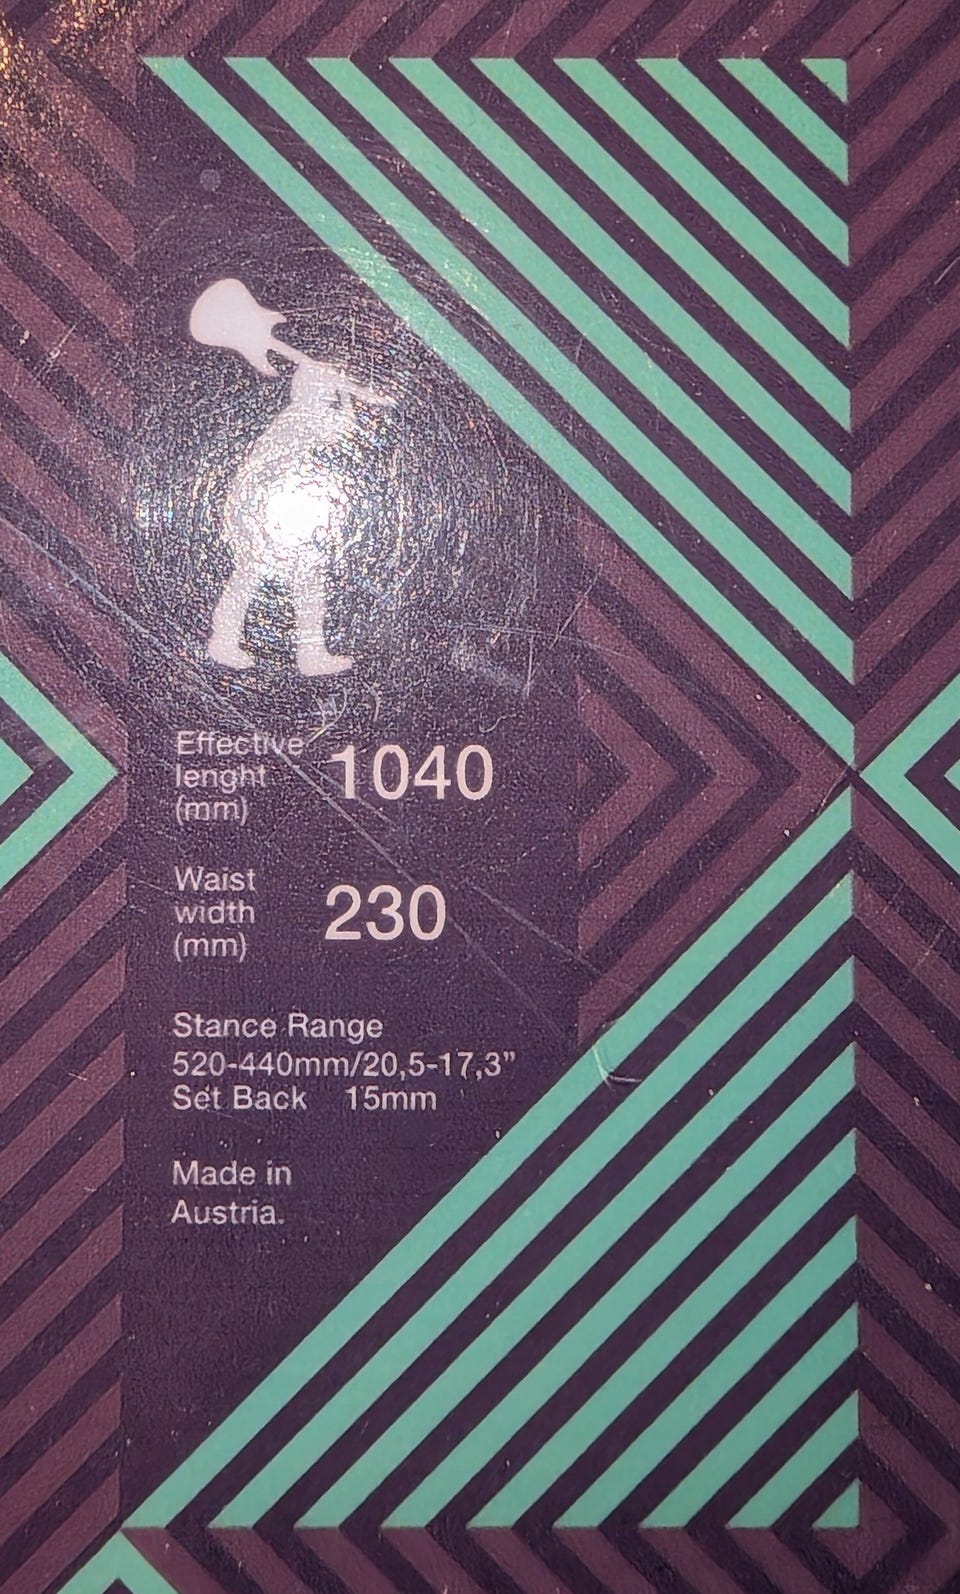 Effective
lenght
(mm)
1040
Waist
width
(mm)
230
Stance Range
520-440mm/20,5-17,3”
Set Back 15mm
Made in
Austria.